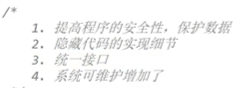 /*
1. 提高程序的安全性，保护数据
2. 隐藏代码的实现细节
3. 统一接口
4. 系统可维护增加了